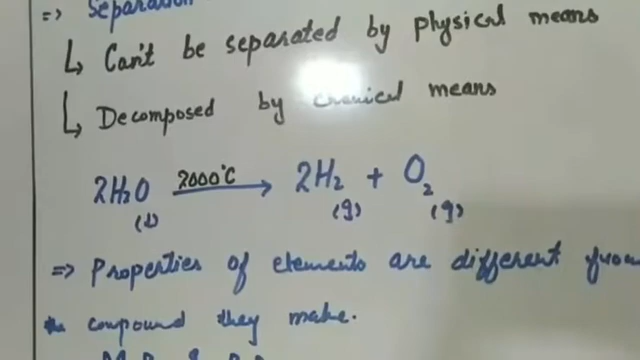 => Separation
↳ Can't be separated by physical means
↳ Decomposed by chemical means
2H₂O 2000°C → 2H₂ + O₂
(l) (g) (g)
=> Properties of elements are different from
the compound they make.